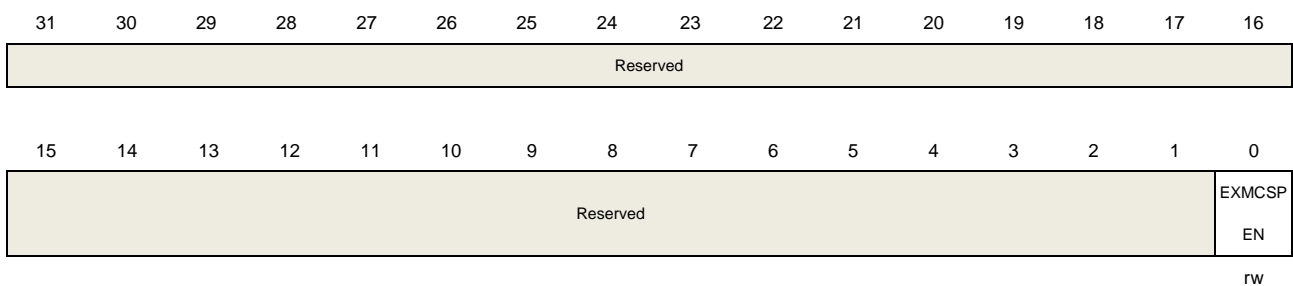 31 30 29 28 27 26 25 24 23 22 21 20 19 18 17 16
Reserved
15 14 13 12 11 10 9 8 7 6 5 4 3 2 1 0
Reserved
EXMCSP
EN
rw